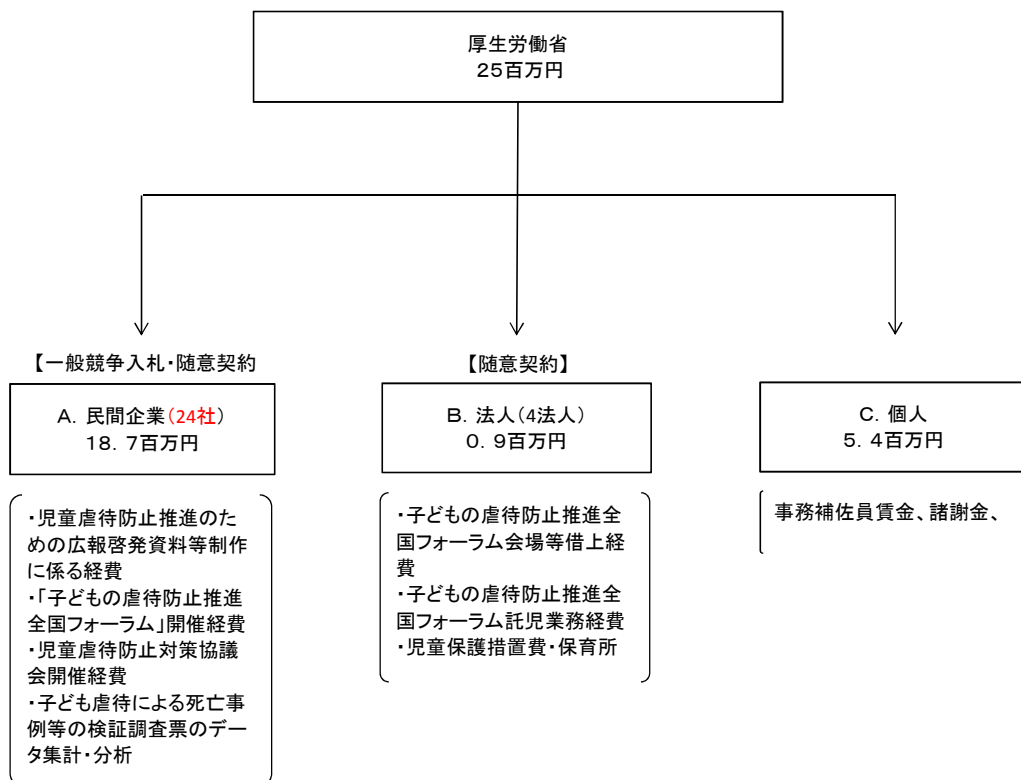 厚生労働省
25百万円
【一般競争入札・随意契約
A. 民間企業(24社)
18. 7百万円
・児童虐待防止推進のた
めの広報啓発資料等制作
に係る経費
・「子どもの虐待防止推進
全国フォーラム」開催経費
・児童虐待防止対策協議
会開催経費
・子ども虐待による死亡事
例等の検証調査票のデー
タ集計・分析
【随意契約】
B. 法人(4法人)
0. 9百万円
・子どもの虐待防止推進全
国フォーラム会場等借上経
費
・子どもの虐待防止推進全
国フォーラム託児業務経費
・児童保護措置費・保育所
C. 個人
5. 4百万円
事務補佐員賃金、諸謝金、